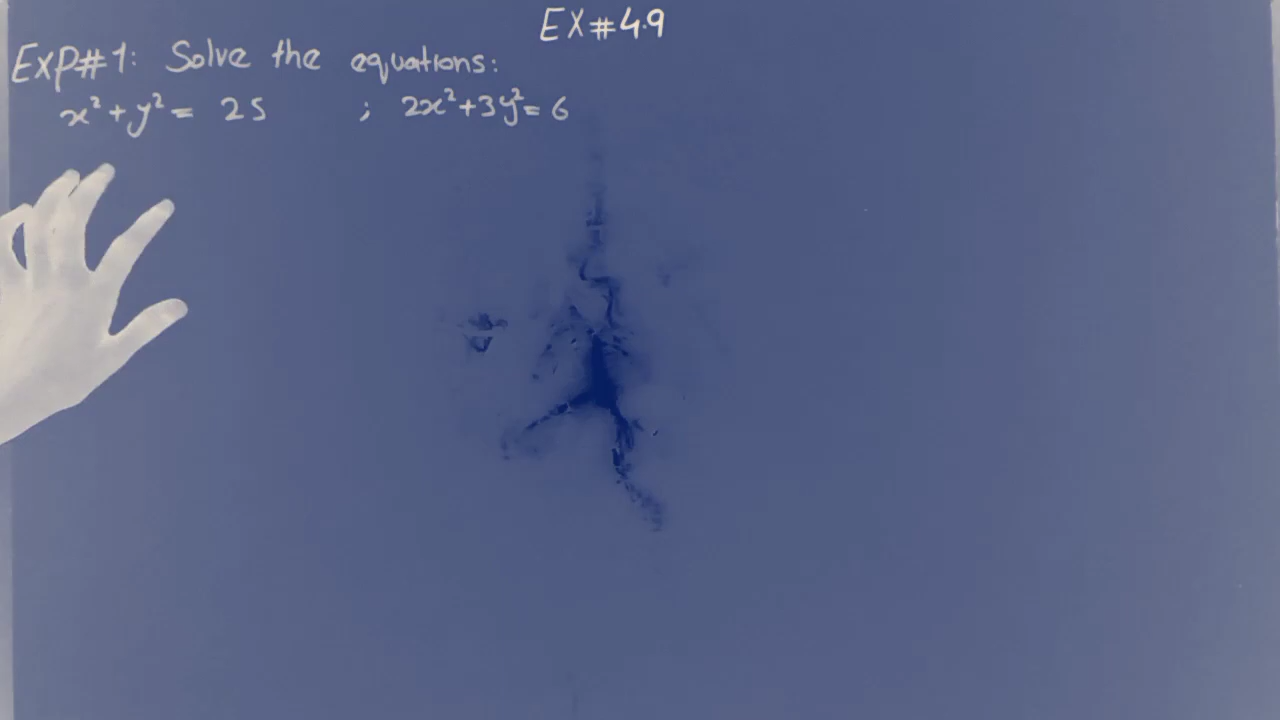 EX#4.9
Exp#1: Solve the equations:
x²+y²= 25 ; 2x²+3y²= 6